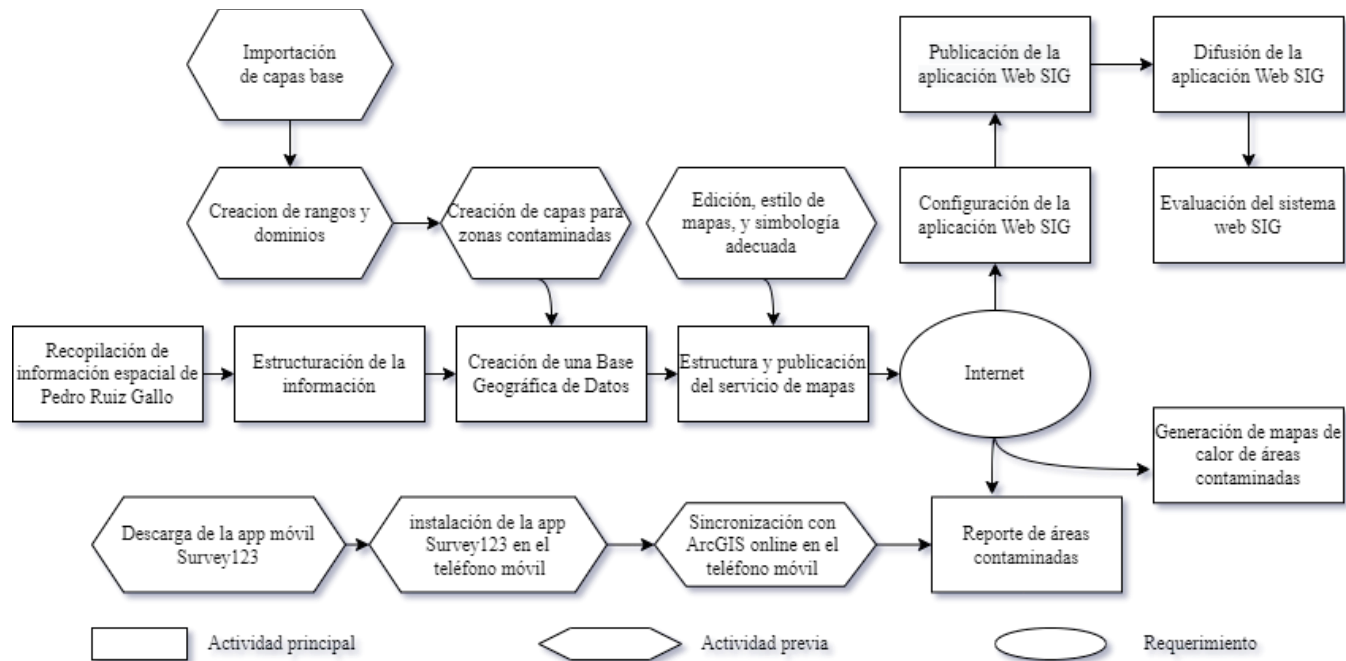 Importación
de capas base
Publicación de la
aplicación Web SIG
Difusión de la
aplicación Web SIG
Creacion de rangos y
dominios
Creación de capas para
zonas contaminadas
Edición, estilo de
mapas, y simbología
adecuada
Configuración de la
aplicación Web SIG
Evaluación del sistema
web SIG
Recopilación de
información espacial de
Pedro Ruiz Gallo
Estructuración de la
información
Creación de una Base
Geográfica de Datos
Estructura y publicación
del servicio de mapas
Internet
Generación de mapas de
calor de áreas
contaminadas
Descarga de la app móvil
Survey123
instalación de la app
Survey123 en el
teléfono móvil
Sincronización con
ArcGIS online en el
teléfono móvil
Reporte de áreas
contaminadas
Actividad principal
Actividad previa
Requerimiento